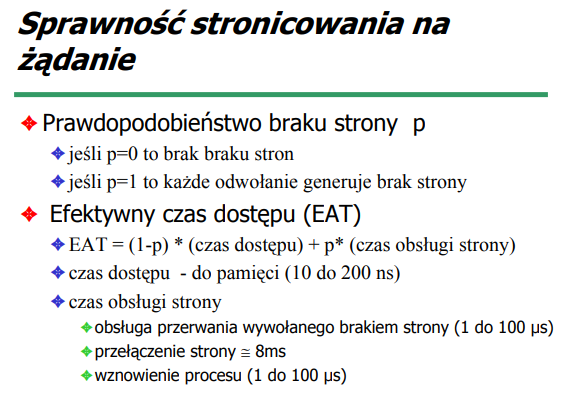 Sprawność stronicowania na
żądanie
Prawdopodobieństwo braku strony p
jeśli p=0 to brak braku stron
jeśli p=1 to każde odwołanie generuje brak strony
Efektywny czas dostępu (EAT)
EAT = (1-p) * (czas dostępu) + p* (czas obsługi strony)
czas dostępu - do pamięci (10 do 200 ns)
czas obsługi strony
obsługa przerwania wywołanego brakiem strony (1 do 100 μs)
przełączenie strony ≅ 8ms
wznowienie procesu (1 do 100 μs)